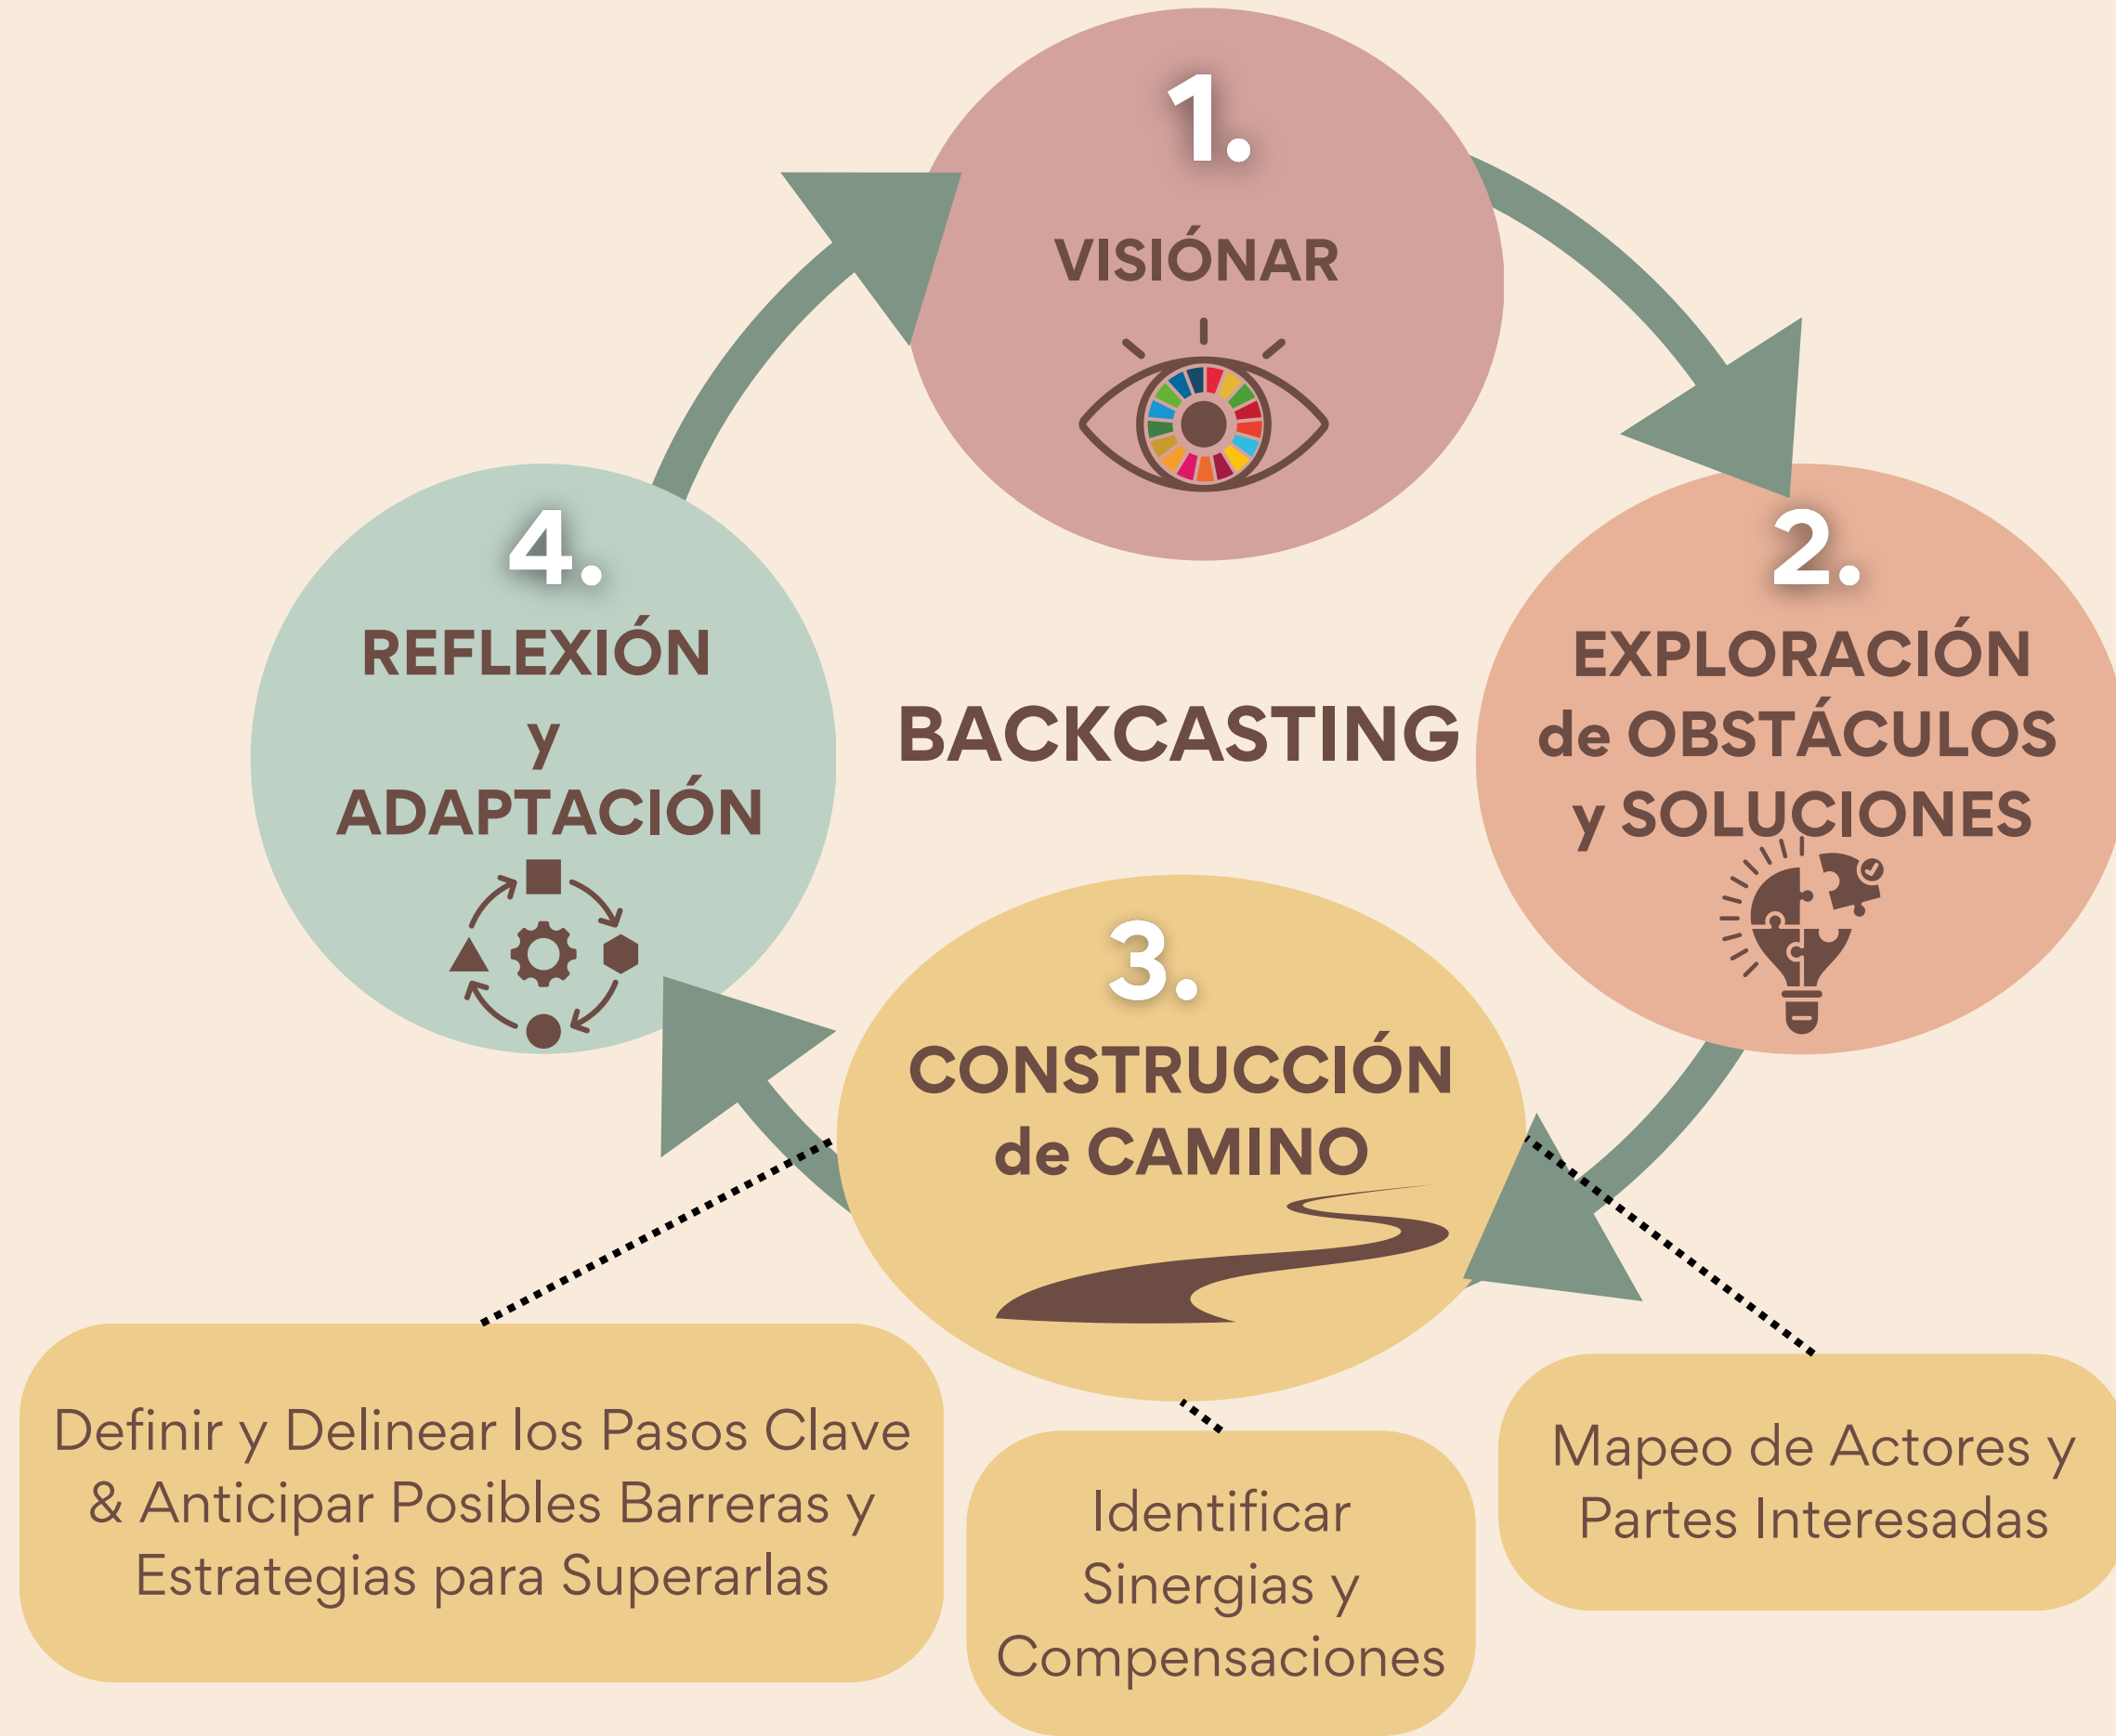 1.
VISIÓNAR
2.
EXPLORACIÓN
de OBSTÁCULOS
y SOLUCIONES
BACKCASTING
3.
CONSTRUCCIÓN
de CAMINO
4.
REFLEXIÓN
y
ADAPTACIÓN
Definir y Delinear los Pasos Clave
& Anticipar Posibles Barreras y
Estrategias para Superarlas
Identificar
Sinergias y
Compensaciones
Mapeo de Actores y
Partes Interesadas